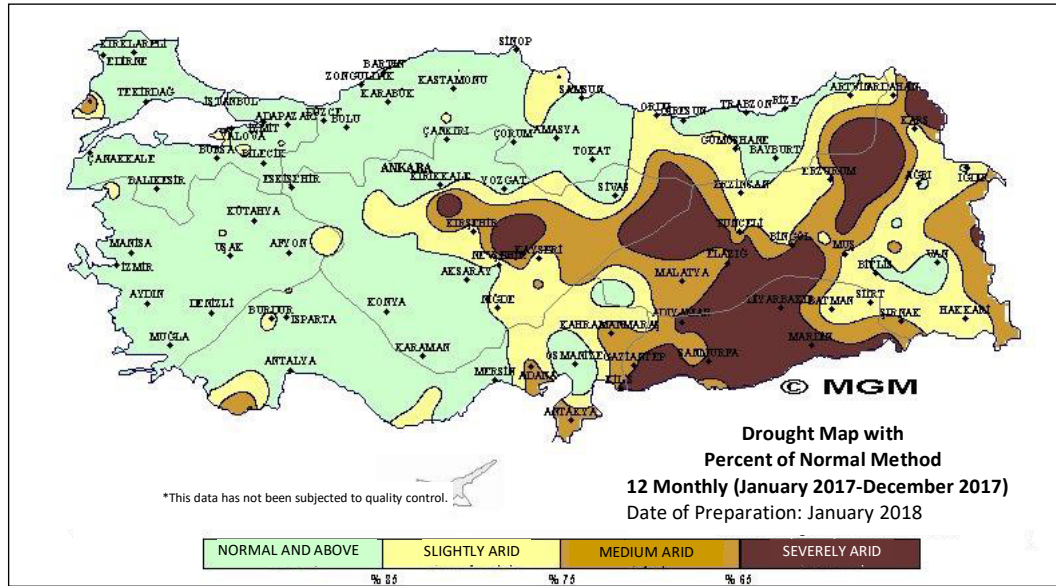 SİNOP
KIRKLARELİ
EDİRNE
BARTIN
ZONGULDAK
KASTAMONU
KARABÜK
TEKİRDAĞ
İSTANBUL
SAMSUN
ORDU
GİRESUN
TRABZON
RİZE
ARTVİN
ARDAHAN
ADAPAZARI
DÜZCE
İZMİT
BOLU
YALOVA
ÇANKIRI
ÇORUM
AMASYA
KARS
GÜMÜŞHANE
BAYBURT
ÇANAKKALE
BURSA
BİLECİK
TOKAT
ANKARA
KIRIKKALE
YOZGAT
SİVAS
ERZİNCAN
ERZURUM
AĞRI
IĞDIR
BALIKESİR
ESKİŞEHİR
KÜTAHYA
KIRŞEHİR
TUNCELİ
BİNGÖL
MUŞ
MANİSA
UŞAK
AFYON
NEVŞEHİR
KAYSERİ
ELAZIĞ
VAN
İZMİR
AKSARAY
MALATYA
BİTLİS
AYDIN
DENİZLİ
KONYA
NİĞDE
DİYARBAKIR
BATMAN
SİİRT
BURDUR
ISPARTA
ADIYAMAN
ŞIRNAK
HAKKARİ
MUĞLA
KARAMAN
KAHRAMANMARAŞ
MARDİN
ANTALYA
OSMANİYE
GAZİANTEP
ŞANLIURFA
MERSİN
ADANA
KİLİS
© MGM
ANTAKYA
Drought Map with
Percent of Normal Method
12 Monthly (January 2017-December 2017)
*This data has not been subjected to quality control.
Date of Preparation: January 2018
NORMAL AND ABOVE SLIGHTLY ARID MEDIUM ARID SEVERELY ARID
% 85 % 75 % 65